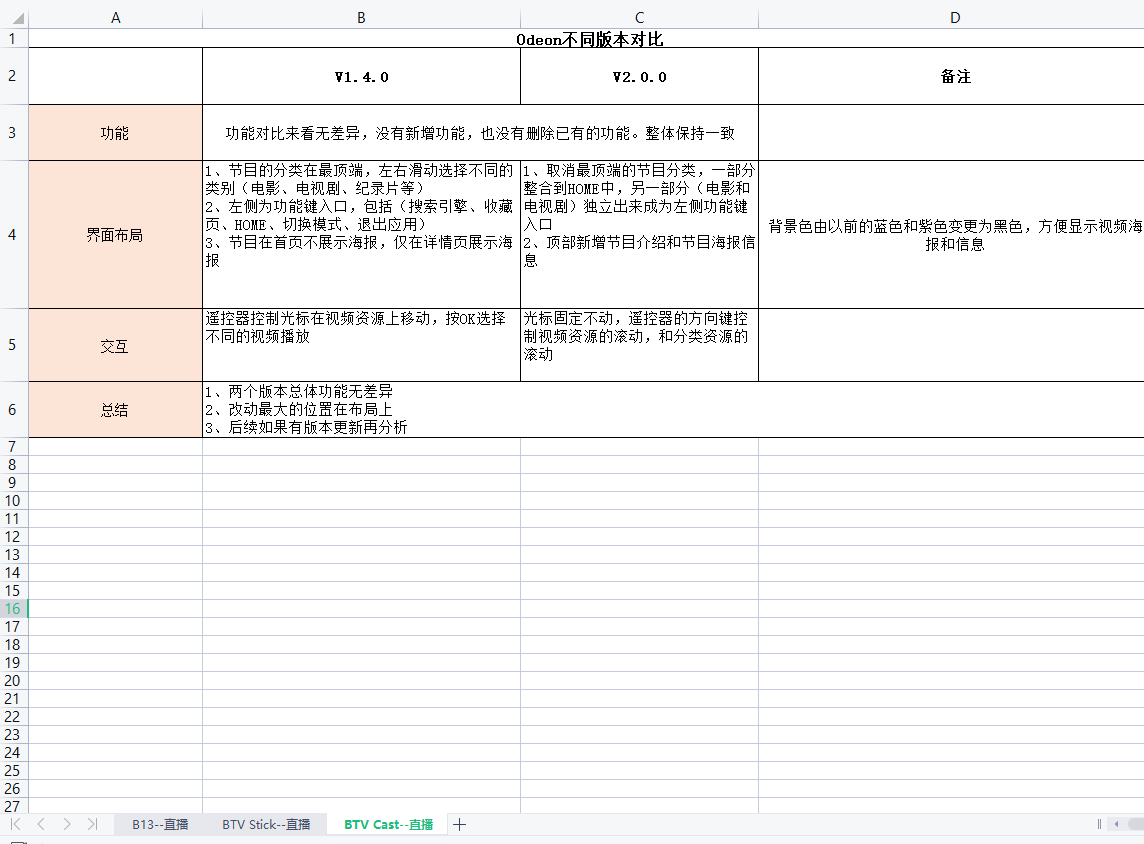 A B C D
1 Odeon不同版本对比
2 V1.4.0 V2.0.0 备注
3 功能 功能对比来看无差异，没有新增功能，也没有删除已有的功能。整体保持一致
4 界面布局
1、节目的分类在最顶端，左右滑动选择不同的
类别（电影、电视剧、纪录片等）
2、左侧为功能键入口，包括（搜索引擎、收藏
页、HOME、切换模式、退出应用）
3、节目在首页不展示海报，仅在详情页展示海
报
1、取消最顶端的节目分类，一部分
整合到HOME中，另一部分（电影和
电视剧）独立出来成为左侧功能键
入口
2、顶部新增节目介绍和节目海报信
息
背景色由以前的蓝色和紫色变更为黑色，方便显示视频海
报和信息
5 交互
遥控器控制光标在视频资源上移动，按OK选择
不同的视频播放
光标固定不动，遥控器的方向键控
制视频资源的滚动，和分类资源的
滚动
6 总结
1、两个版本总体功能无差异
2、改动最大的位置在布局上
3、后续如果有版本更新再分析
7
8
9
10
11
12
13
14
15
16
17
18
19
20
21
22
23
24
25
26
27
B13--直播 BTV Stick--直播 BTV Cast--直播